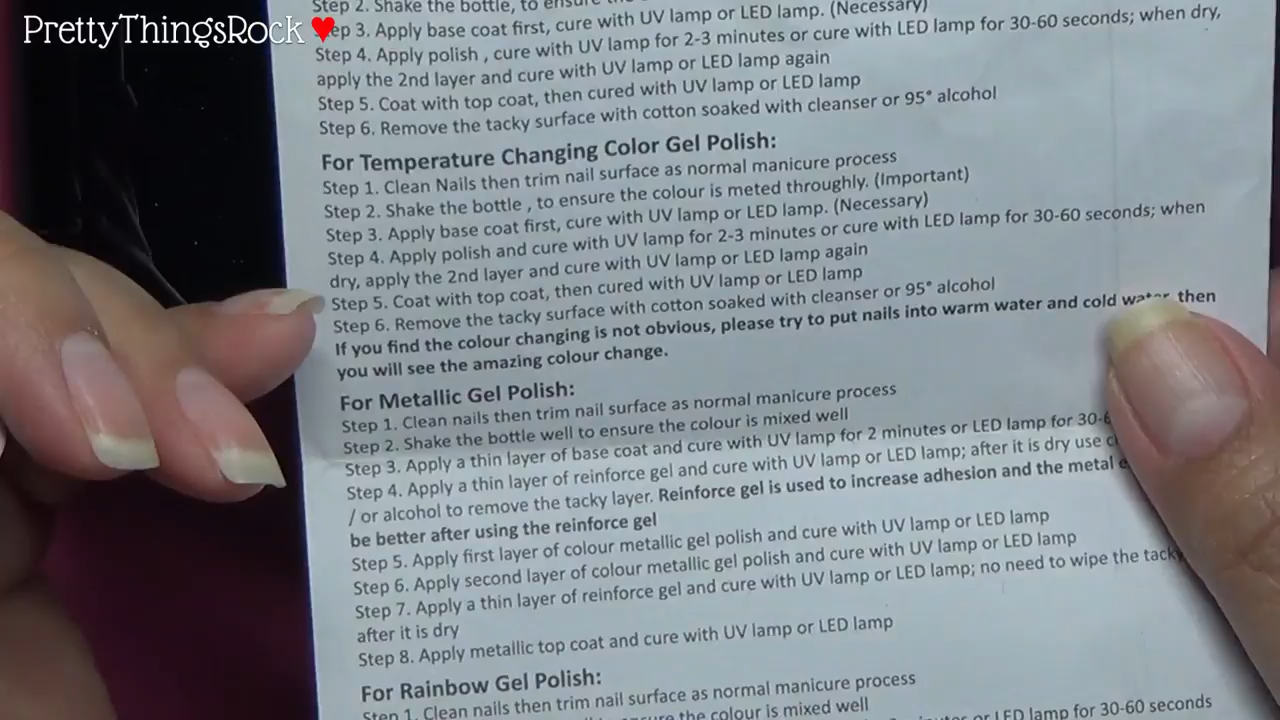 PrettyThingsRock
Step 2. Shake the bottle, to ensure the
Step 3. Apply base coat first, cure with UV lamp or LED lamp. (Necessary)
Step 4. Apply polish , cure with UV lamp for 2-3 minutes or cure with LED lamp for 30-60 seconds; when dry,
apply the 2nd layer and cure with UV lamp or LED lamp again
Step 5. Coat with top coat, then cured with UV lamp or LED lamp
Step 6. Remove the tacky surface with cotton soaked with cleanser or 95° alcohol
For Temperature Changing Color Gel Polish:
Step 1. Clean Nails then trim nail surface as normal manicure process
Step 2. Shake the bottle , to ensure the colour is meted throughly. (Important)
Step 3. Apply base coat first, cure with UV lamp or LED lamp. (Necessary)
Step 4. Apply polish and cure with UV lamp for 2-3 minutes or cure with LED lamp for 30-60 seconds; when
dry, apply the 2nd layer and cure with UV lamp or LED lamp again
Step 5. Coat with top coat, then cured with UV lamp or LED lamp
Step 6. Remove the tacky surface with cotton soaked with cleanser or 95° alcohol
If you find the colour changing is not obvious, please try to put nails into warm water and cold water, then
you will see the amazing colour change.
For Metallic Gel Polish:
Step 1. Clean nails then trim nail surface as normal manicure process
Step 2. Shake the bottle well to ensure the colour is mixed well
Step 3. Apply a thin layer of base coat and cure with UV lamp for 2 minutes or LED lamp for 30-6
Step 4. Apply a thin layer of reinforce gel and cure with UV lamp or LED lamp; after it is dry use
/ or alcohol to remove the tacky layer. Reinforce gel is used to increase adhesion and the metal
be better after using the reinforce gel
Step 5. Apply first layer of colour metallic gel polish and cure with UV lamp or LED lamp
Step 6. Apply second layer of colour metallic gel polish and cure with UV lamp or LED lamp
Step 7. Apply a thin layer of reinforce gel and cure with UV lamp or LED lamp; no need to wipe the tacky
after it is dry
Step 8. Apply metallic top coat and cure with UV lamp or LED lamp
For Rainbow Gel Polish:
Step 1. Clean nails then trim nail surface as normal manicure process
ensure the colour is mixed well
or LED lamp for 30-60 seconds